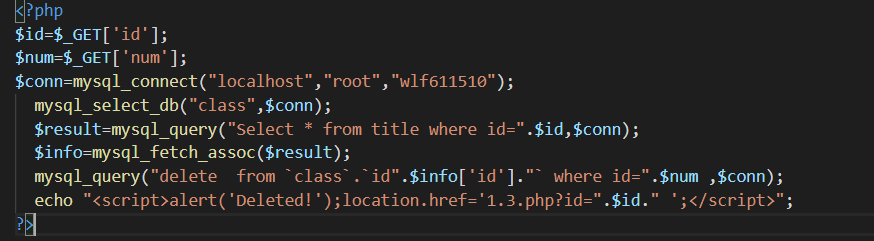 <?php
$id=$_GET['id'];
$num=$_GET['num'];
$conn=mysql_connect("localhost","root","wlf611510");
mysql_select_db("class",$conn);
$result=mysql_query("Select * from title where id=".$id,$conn);
$info=mysql_fetch_assoc($result);
mysql_query("delete  from `class`.`id".$info['id']."` where id=".$num ,$conn);
echo "<script>alert('Deleted!');location.href='1.3.php?id=".$id." ';</script>";
?>